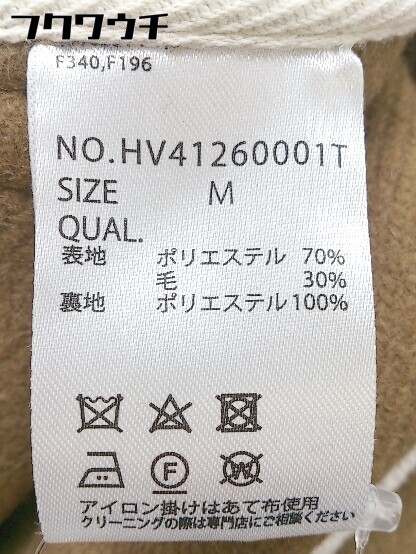 フクワウチ
F340,F196
NO.HV41260001T
SIZE M
QUAL.
表地 ポリエステル 70%
毛 30%
裏地 ポリエステル 100%
F W
アイロン掛けはあて布使用
クリーニングの際は専門店にご相談ください